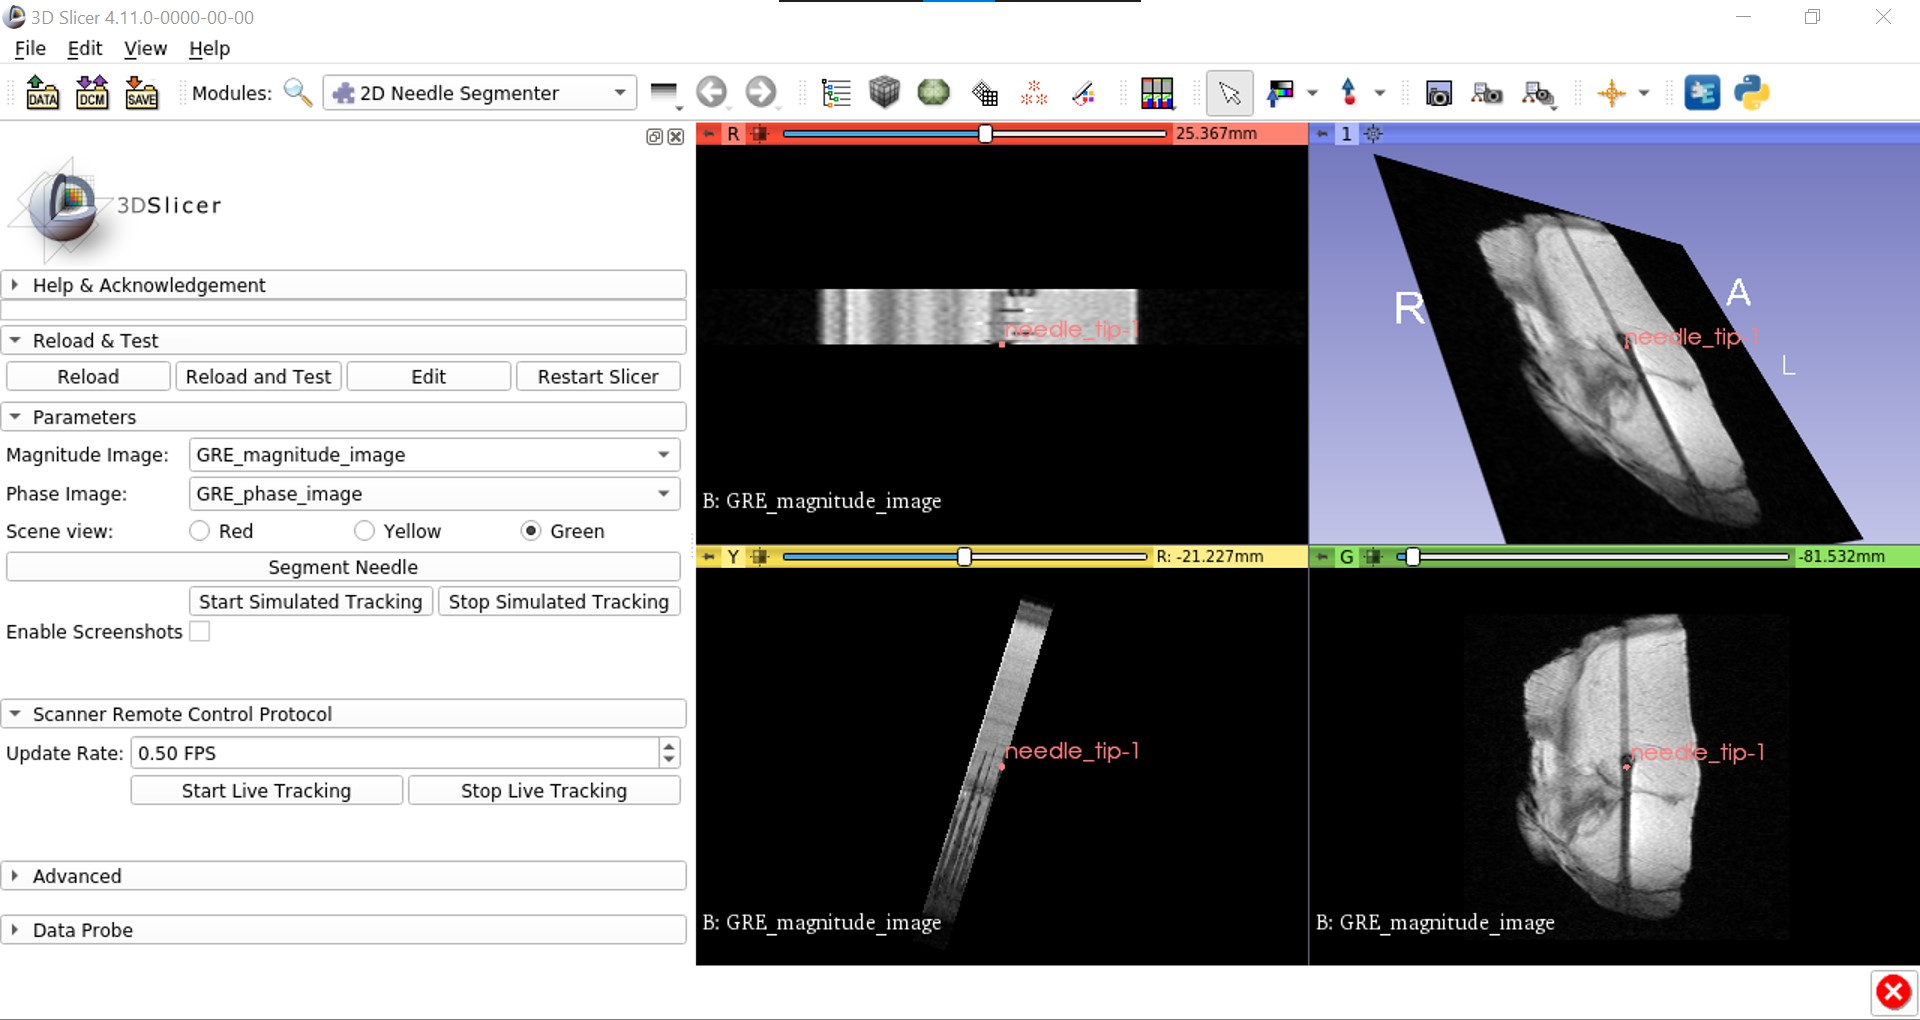 3D Slicer 4.11.0-0000-00-00
File Edit View Help
DATA DCM SAVE Modules: 2D Needle Segmenter
3DSlicer
Help & Acknowledgement
Reload & Test
Reload Reload and Test Edit Restart Slicer
Parameters
Magnitude Image: GRE_magnitude_image
Phase Image: GRE_phase_image
Scene view: Red Yellow Green
Segment Needle
Start Simulated Tracking Stop Simulated Tracking
Enable Screenshots
Scanner Remote Control Protocol
Update Rate: 0.50 FPS
Start Live Tracking Stop Live Tracking
Advanced
Data Probe
R 25.367mm
needle_tip-1
B: GRE_magnitude_image
1
R A
needle_tip-1
L
Y R: -21.227mm
needle_tip-1
B: GRE_magnitude_image
G -81.532mm
needle_tip-1
B: GRE_magnitude_image